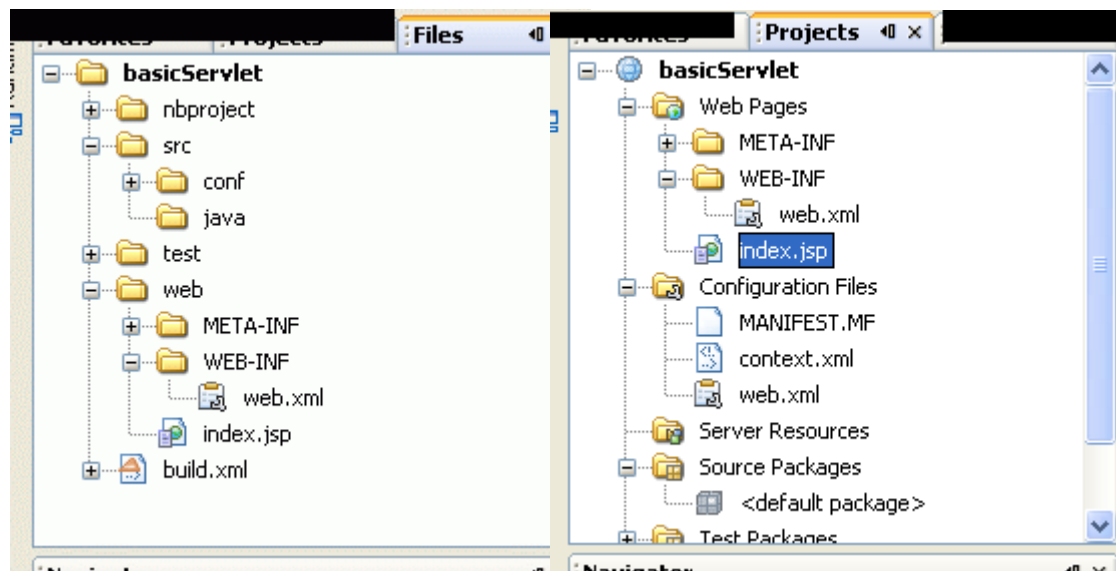 Files
basicServlet
nbproject
src
conf
java
test
web
META-INF
WEB-INF
web.xml
index.jsp
build.xml
Projects
basicServlet
Web Pages
META-INF
WEB-INF
web.xml
index.jsp
Configuration Files
MANIFEST.MF
context.xml
web.xml
Server Resources
Source Packages
<default package>
Test Packages
Navigator